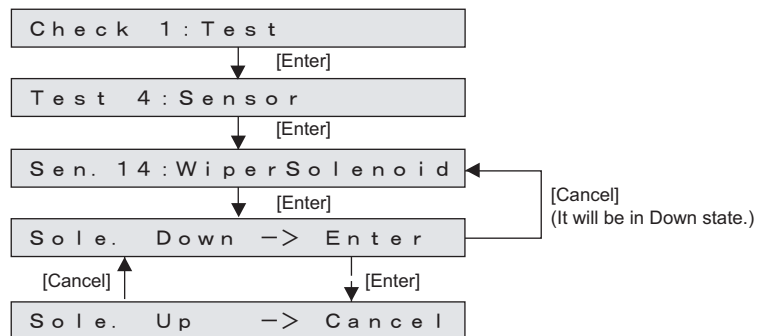 Check 1:Test
[Enter]
Test 4:Sensor
[Enter]
Sen. 14:WiperSolenoid
[Cancel]
(It will be in Down state.)
[Enter]
Sole. Down –> Enter
[Cancel]
[Enter]
Sole. Up –> Cancel